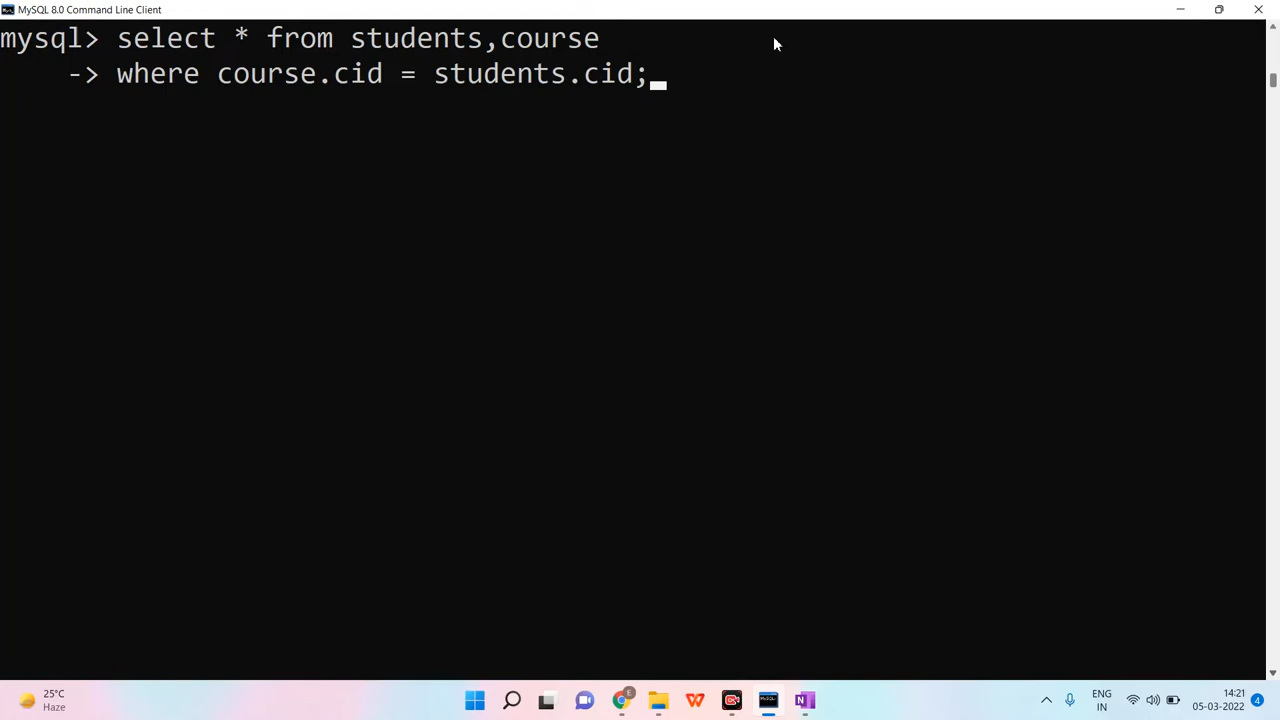 MySQL 8.0 Command Line Client
mysql> select * from students,course
-> where course.cid = students.cid;
25°C
Haze
ENG
IN
14:21
05-03-2022
4